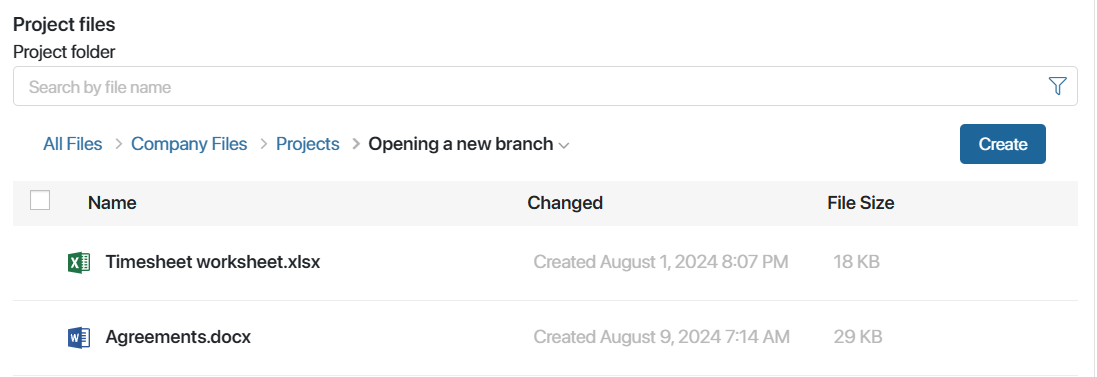 Project files
Project folder
Search by file name
All Files > Company Files > Projects > Opening a new branch
Create
Name Changed File Size
Timesheet worksheet.xlsx Created August 1, 2024 8:07 PM 18 KB
Agreements.docx Created August 9, 2024 7:14 AM 29 KB